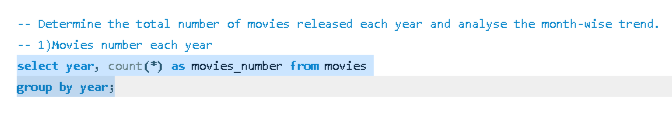 -- Determine the total number of movies released each year and analyse the month-wise trend.
-- 1)Movies number each year
select year, count(*) as movies_number from movies
group by year;